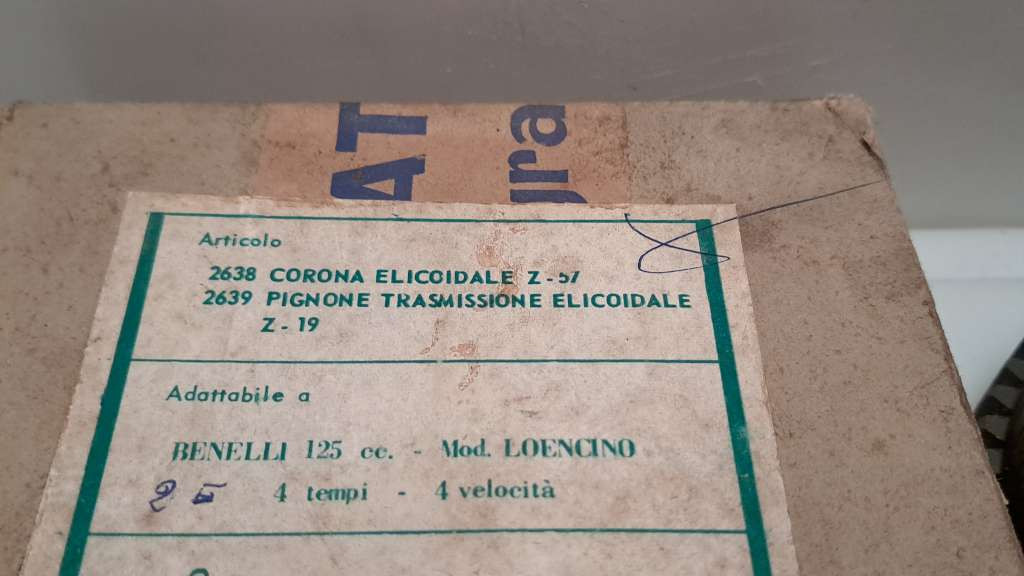 AT
gra
Articolo
2638 CORONA ELICOIDALE Z - 57
2639 PIGNONE TRASMISSIONE ELICOIDALE
Z - 19
Adattabile a
BENELLI 125 cc. - Mod. LOENCINO
4 tempi - 4 velocità